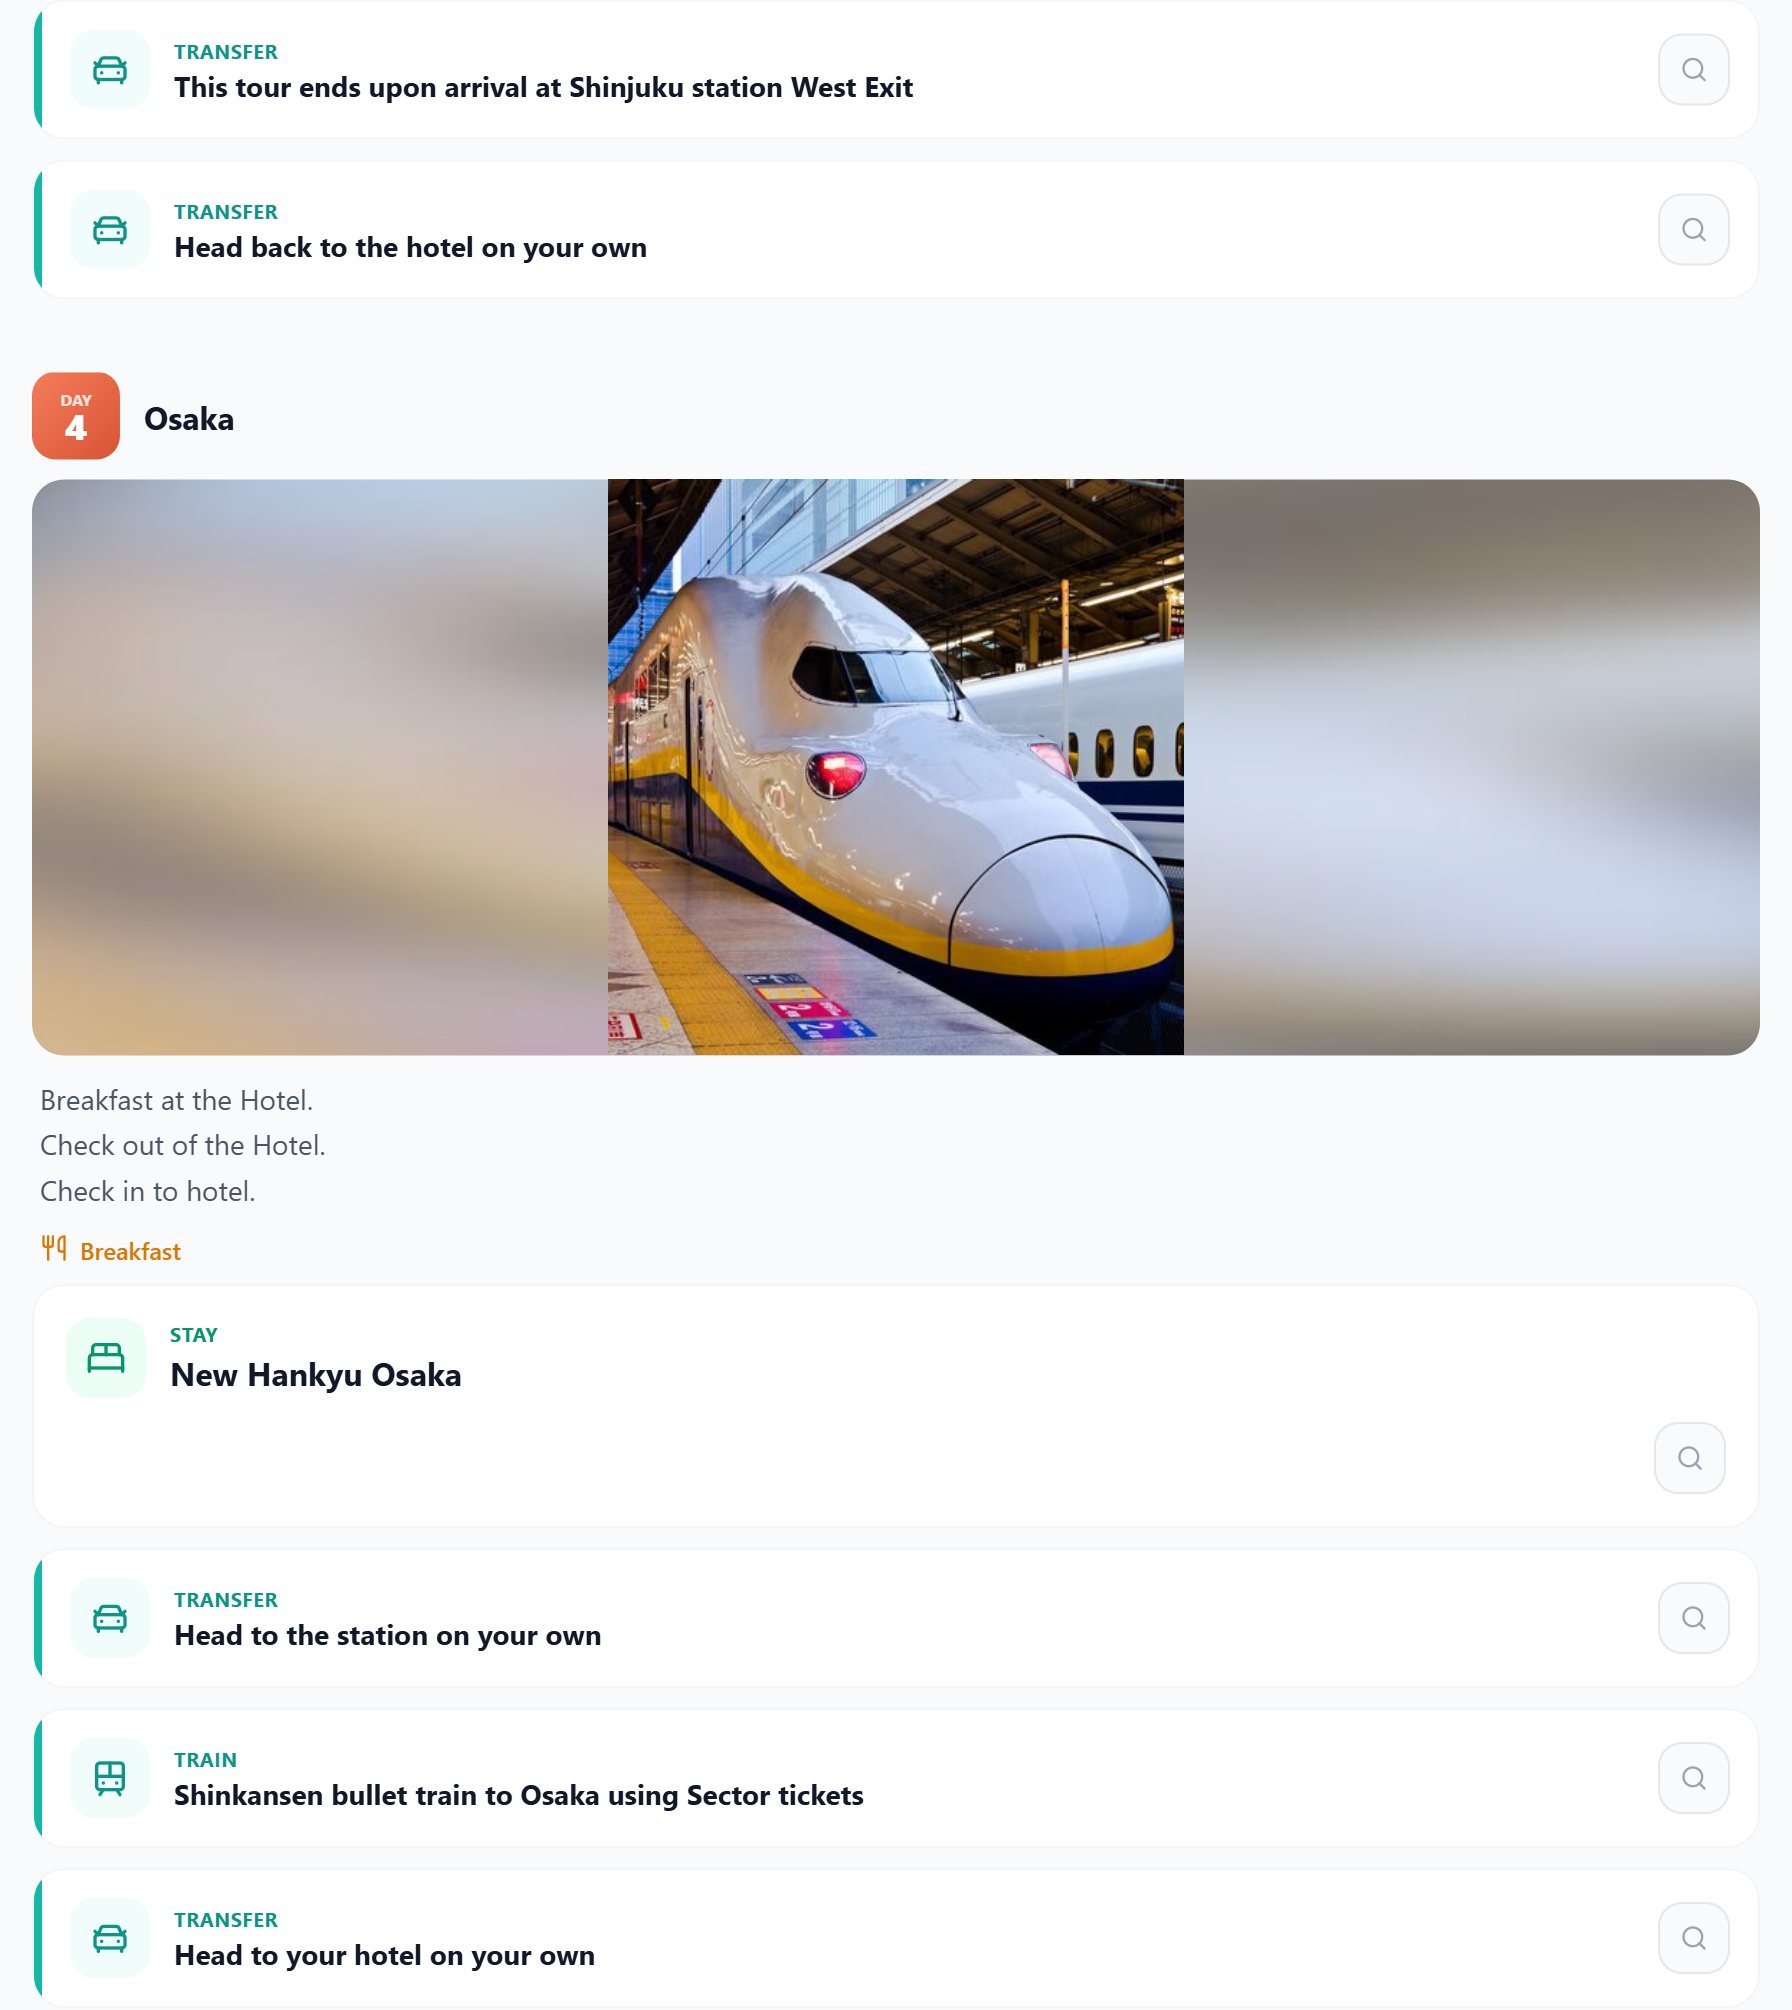 TRANSFER
This tour ends upon arrival at Shinjuku station West Exit
TRANSFER
Head back to the hotel on your own
DAY
4
Osaka
2
2
Breakfast at the Hotel.
Check out of the Hotel.
Check in to hotel.
Breakfast
STAY
New Hankyu Osaka
TRANSFER
Head to the station on your own
TRAIN
Shinkansen bullet train to Osaka using Sector tickets
TRANSFER
Head to your hotel on your own